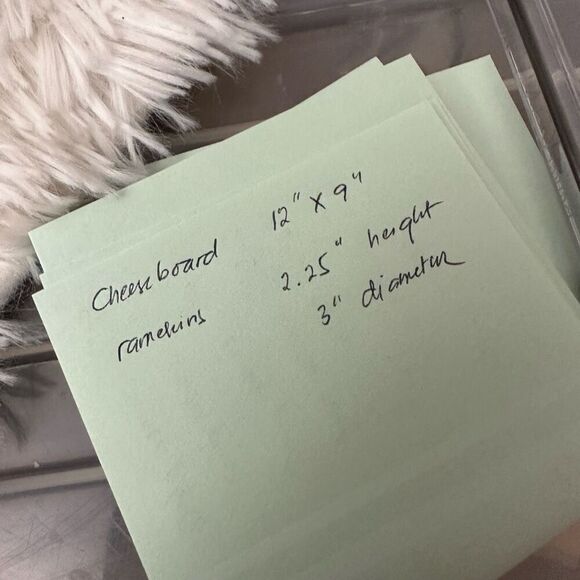 Cheeseboard 12" x 9"
ramekins 2.25" height
3" diameter